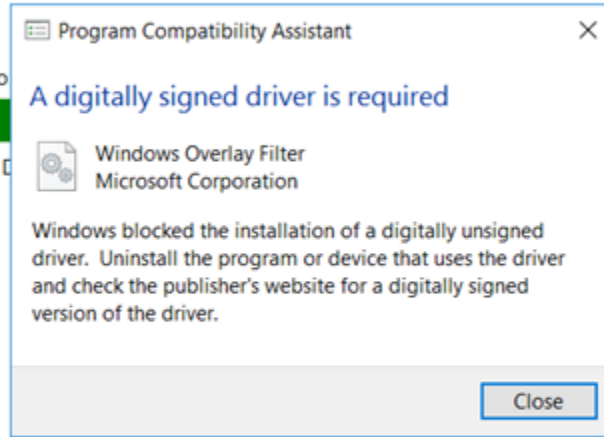 Program Compatibility Assistant
A digitally signed driver is required
Windows Overlay Filter
Microsoft Corporation
Windows blocked the installation of a digitally unsigned
driver. Uninstall the program or device that uses the driver
and check the publisher's website for a digitally signed
version of the driver.
Close